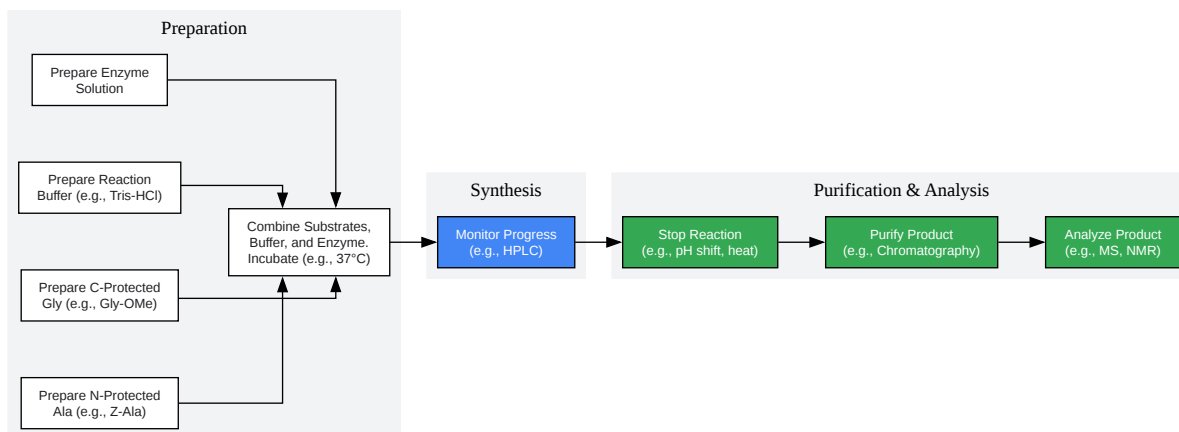 Preparation
Prepare Enzyme
Solution
Prepare Reaction
Buffer (e.g., Tris-HCl)
Prepare C-Protected
Gly (e.g., Gly-OMe)
Prepare N-Protected
Ala (e.g., Z-Ala)
Combine Substrates,
Buffer, and Enzyme.
Incubate (e.g., 37°C)
Synthesis
Monitor Progress
(e.g., HPLC)
Purification & Analysis
Stop Reaction
(e.g., pH shift, heat)
Purify Product
(e.g., Chromatography)
Analyze Product
(e.g., MS, NMR)